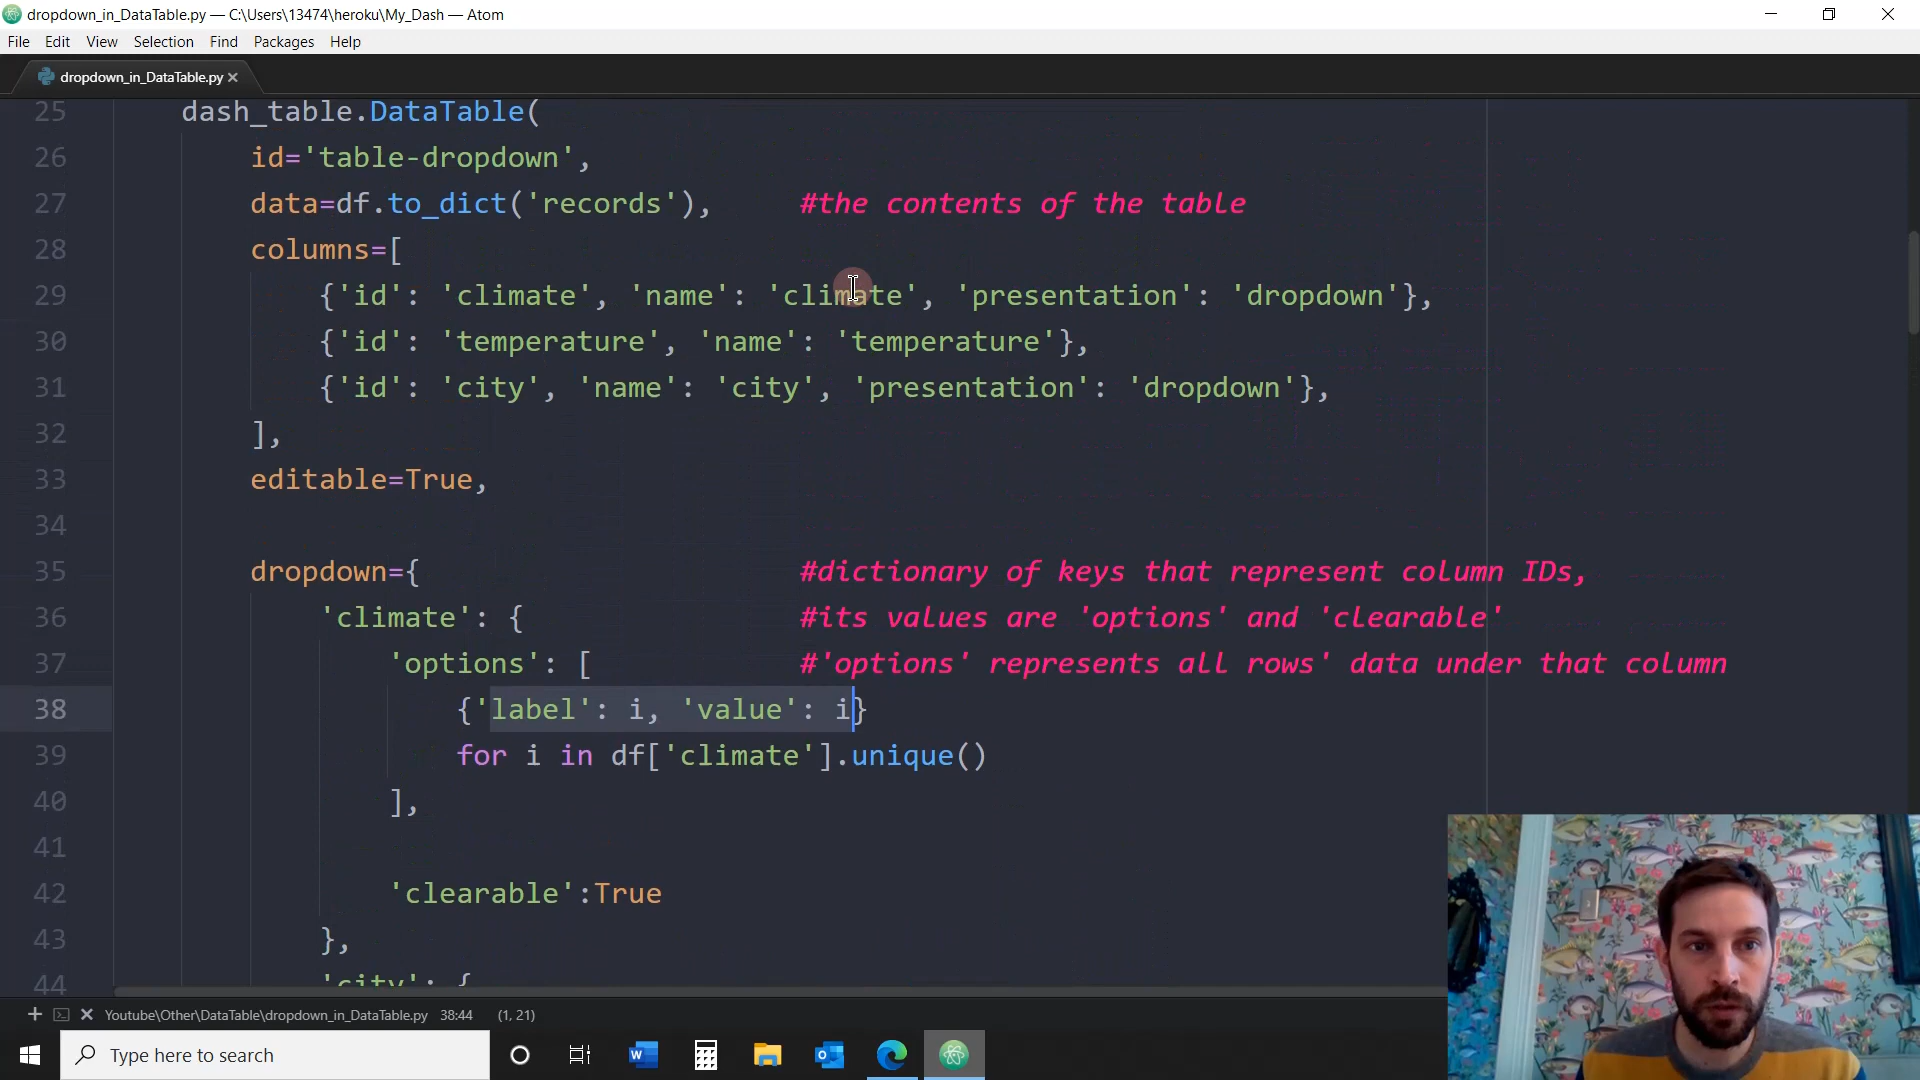 dropdown_in_DataTable.py — C:\Users\13474\heroku\My_Dash — Atom
File Edit View Selection Find Packages Help
dropdown_in_DataTable.py
25 dash_table.DataTable(
26 id='table-dropdown',
27 data=df.to_dict('records'), #the contents of the table
28 columns=[
29 {'id': 'climate', 'name': 'climate', 'presentation': 'dropdown'},
30 {'id': 'temperature', 'name': 'temperature'},
31 {'id': 'city', 'name': 'city', 'presentation': 'dropdown'},
32 ],
33 editable=True,
34
35 dropdown={ #dictionary of keys that represent column IDs,
36 'climate': { #its values are 'options' and 'clearable'
37 'options': [ #'options' represents all rows' data under that column
38 {'label': i, 'value': i}
39 for i in df['climate'].unique()
40 ],
41
42 'clearable':True
43 },
44 'city': {
Youtube\Other\DataTable\dropdown_in_DataTable.py 38:44 (1, 21)
Type here to search